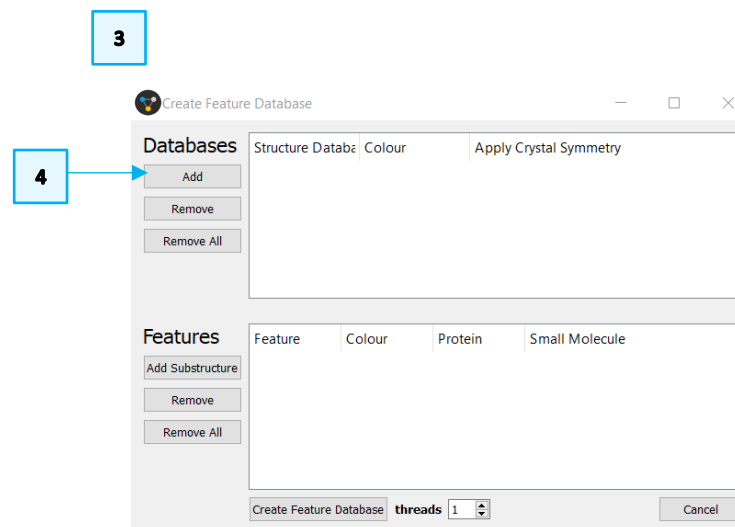 3
Create Feature Database
Databases
Structure Databa Colour Apply Crystal Symmetry
4
Add
Remove
Remove All
Features
Feature Colour Protein Small Molecule
Add Substructure
Remove
Remove All
Create Feature Database threads 1 Cancel